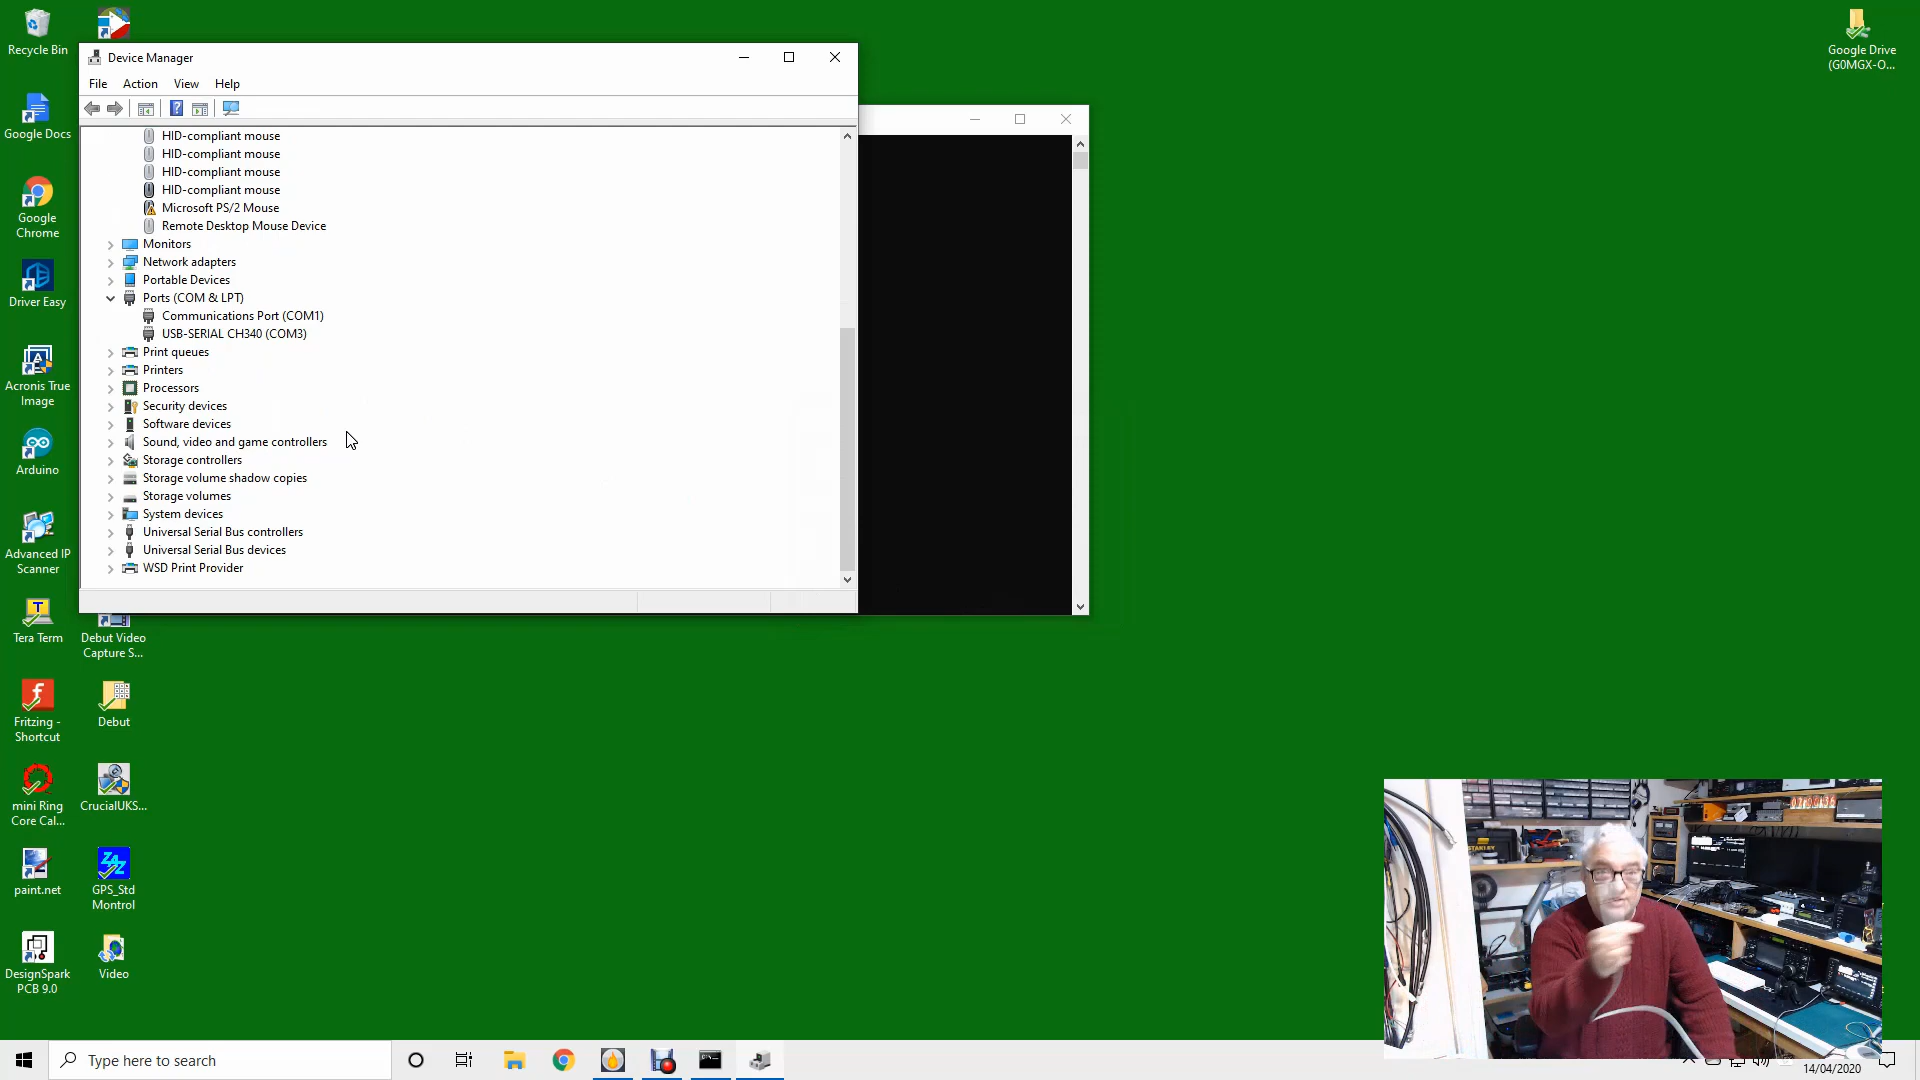 Recycle Bin
Google Docs
Google
Chrome
Driver Easy
Acronis True
Image
Arduino
Advanced IP
Scanner
Tera Term
Fritzing -
Shortcut
mini Ring
Core Cal...
paint.net
DesignSpark
PCB 9.0
Debut Video
Capture S...
Debut
CrucialUKS...
GPS_Std
Montrol
Video
Google Drive
(G0MGX-O...
Device Manager
File Action View Help
HID-compliant mouse
HID-compliant mouse
HID-compliant mouse
HID-compliant mouse
Microsoft PS/2 Mouse
Remote Desktop Mouse Device
Monitors
Network adapters
Portable Devices
Ports (COM & LPT)
Communications Port (COM1)
USB-SERIAL CH340 (COM3)
Print queues
Printers
Processors
Security devices
Software devices
Sound, video and game controllers
Storage controllers
Storage volume shadow copies
Storage volumes
System devices
Universal Serial Bus controllers
Universal Serial Bus devices
WSD Print Provider
STANLEY
Type here to search
14/04/2020